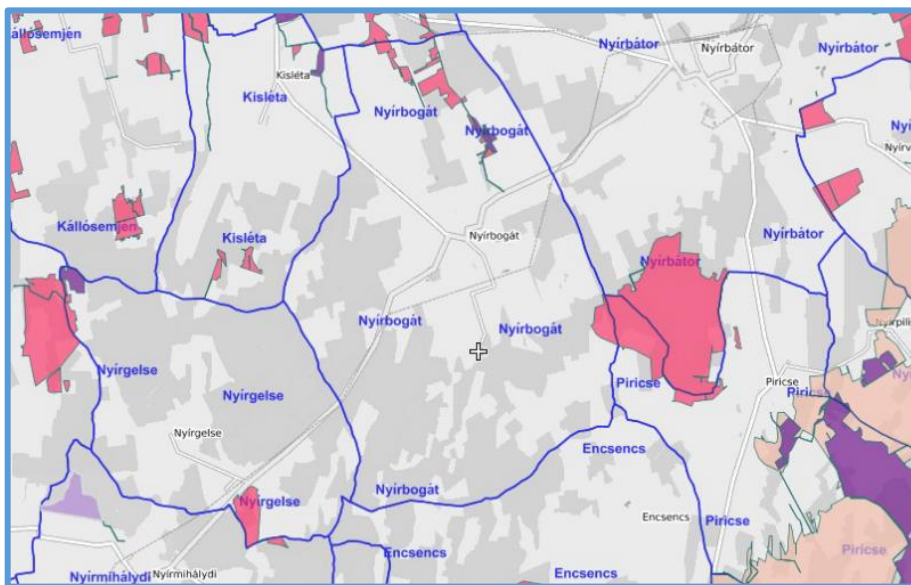 Kállósemjén
Nyírbátor
Nyírbátor
Nyírbátor
Kisléta
Kisléta
Nyírbogát
Nyírbogát
Kállósemjén
Kisléta
Nyírbogát
Nyírbátor
Nyírbátor
Nyírbogát
Nyírbogát
Nyírgelse
Nyírgelse
Piricse
Piricse
Nyírgelse
Encsencs
Nyírgelse
Nyírbogát
Encsencs
Piricse
Piricse
Nyírmihálydi
Nyírmihálydi
Encsencs
Encsencs